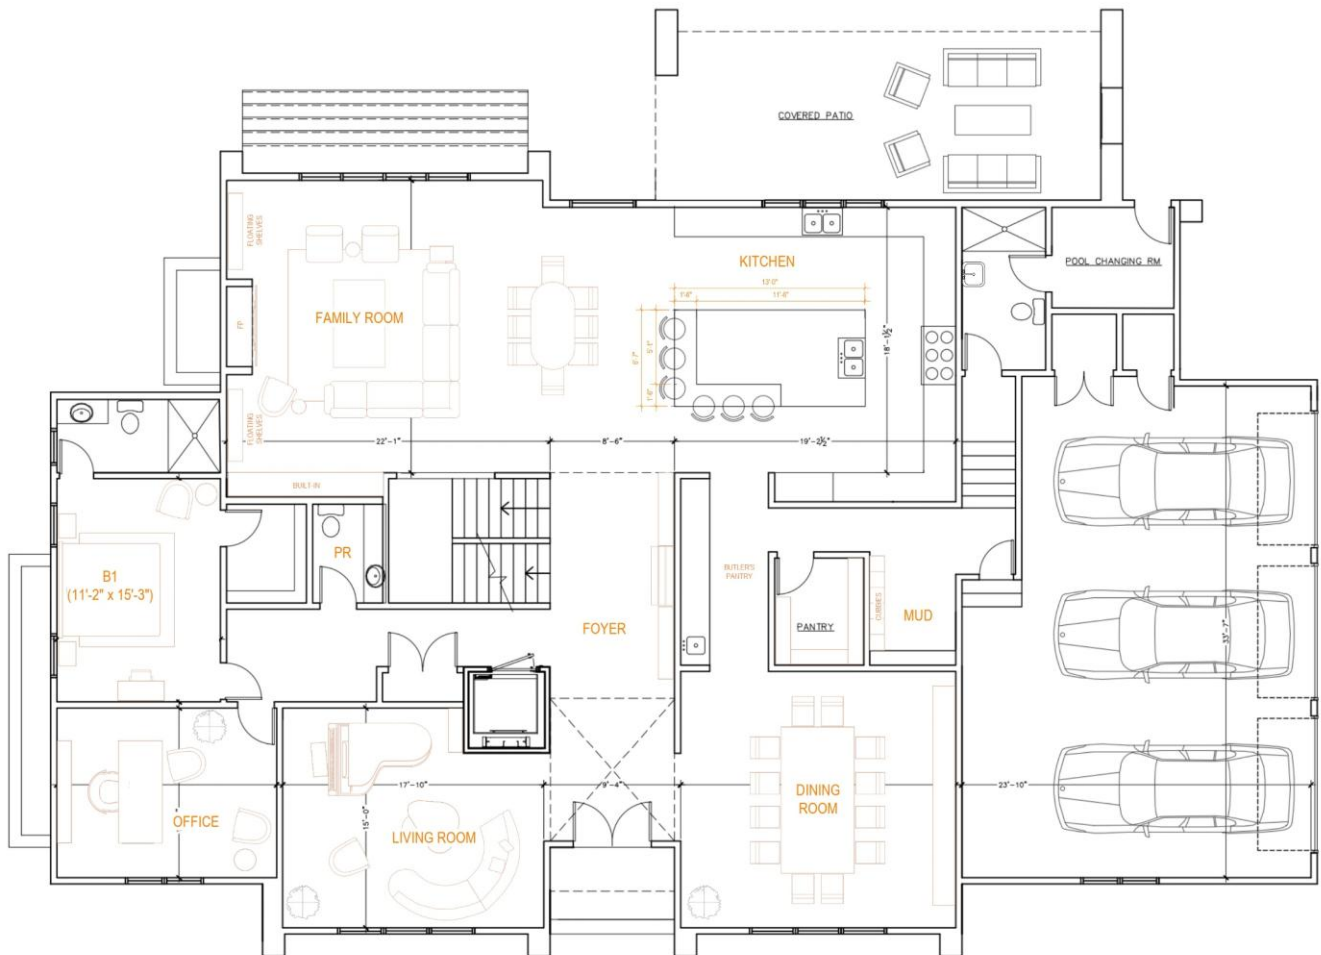 COVERED PATIO
FLOATING
SHELVES
KITCHEN
POOL CHANGING RM
12'0"
1'-6"
11'-6"
FAMILY ROOM
FP
18'-1½"
5'-1"
1'-6"
FLOATING
SHELVES
22'-1"
8'-6"
19'-2½"
BUILT-IN
PR
B1
(11'-2" x 15'-3")
BUTLER'S
PANTRY
CUBBIES
MUD
PANTRY
FOYER
33'-7"
17'-10"
9'-4"
23'-10"
DINING
ROOM
15'-0"
OFFICE
LIVING ROOM